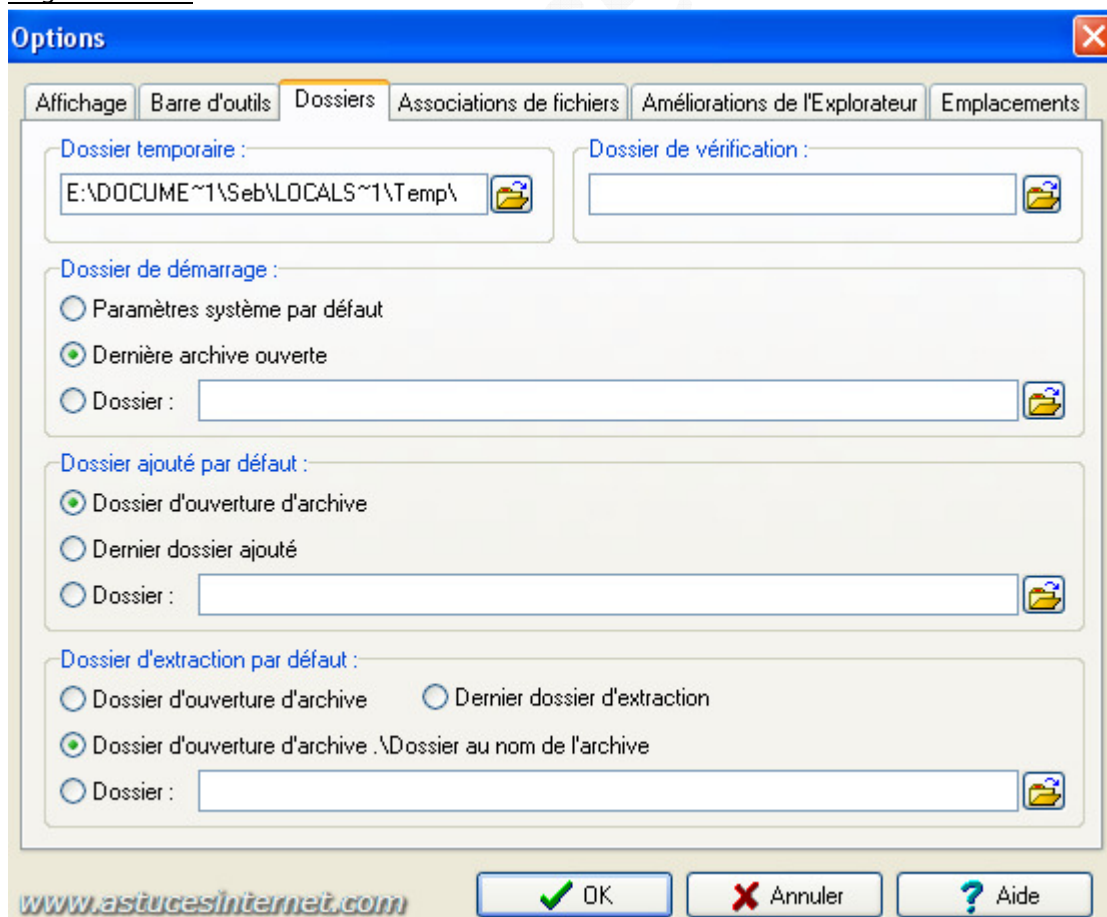 Options
Affichage Barre d'outils Dossiers Associations de fichiers Améliorations de l'Explorateur Emplacements
Dossier temporaire : Dossier de vérification :
E:\DOCUME~1\Seb\LOCALS~1\Temp\
Dossier de démarrage :
Paramètres système par défaut
Dernière archive ouverte
Dossier :
Dossier ajouté par défaut :
Dossier d'ouverture d'archive
Dernier dossier ajouté
Dossier :
Dossier d'extraction par défaut :
Dossier d'ouverture d'archive Dernier dossier d'extraction
Dossier d'ouverture d'archive .\Dossier au nom de l'archive
Dossier :
www.astucesinternet.com OK Annuler Aide